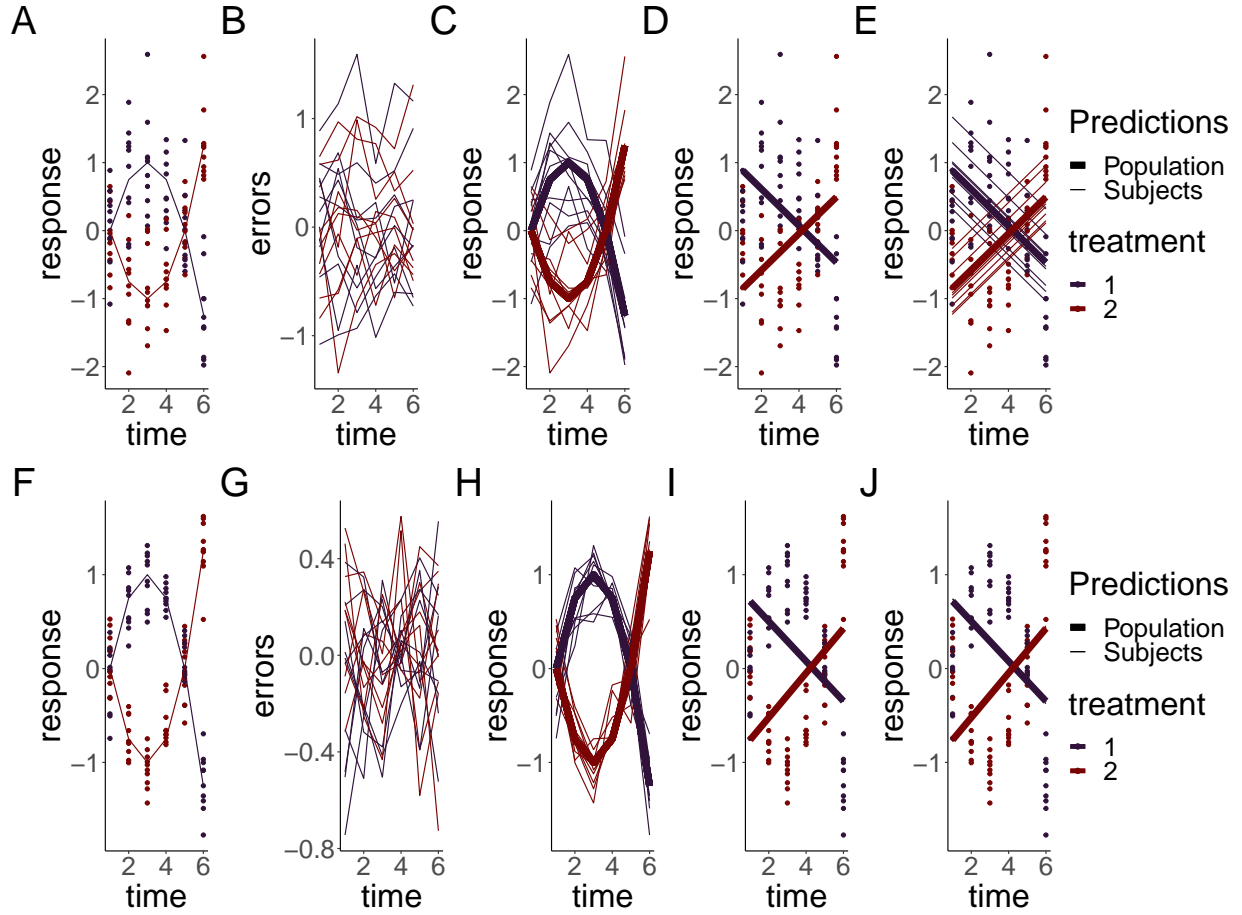 A B C D E
response
2
1
0
−1
−2
2 4 6
time
errors
1
0
−1
2 4 6
time
response
2
1
0
−1
−2
2 4 6
time
response
2
1
0
−1
−2
2 4 6
time
response
2
1
0
−1
−2
2 4 6
time
Predictions
Population
Subjects
treatment
1
2
F G H I J
response
1
0
−1
2 4 6
time
errors
0.4
0.0
−0.4
−0.8
2 4 6
time
response
1
0
−1
2 4 6
time
response
1
0
−1
2 4 6
time
response
1
0
−1
2 4 6
time
Predictions
Population
Subjects
treatment
1
2